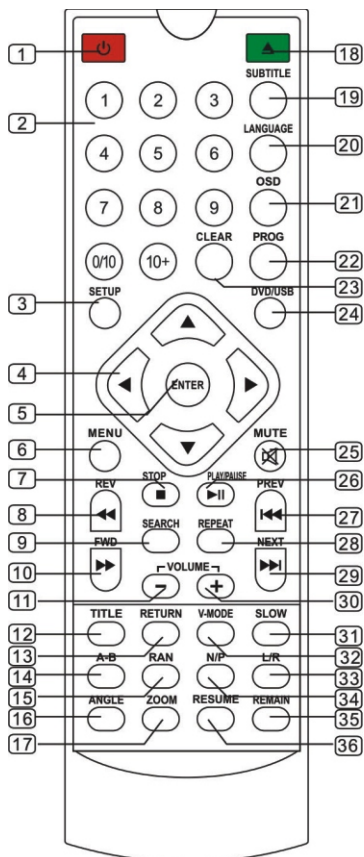 1 18
SUBTITLE
1 2 3 19
2
LANGUAGE
20
4 5 6
OSD
21
7 8 9
CLEAR PROG
22
0/10 10+
23
SETUP DVD/USB
3 24
4
ENTER
5
MENU MUTE
6 25
STOP PLAY/PAUSE
7 26
REV PREV
8 27
SEARCH REPEAT
9 28
FWD NEXT
10 29
VOLUME
11 − + 30
TITLE RETURN V-MODE SLOW
12 31
13 32
A-B RAN N/P L/R
14 33
15 34
ANGLE ZOOM RESUME REMAIN
16 35
17 36